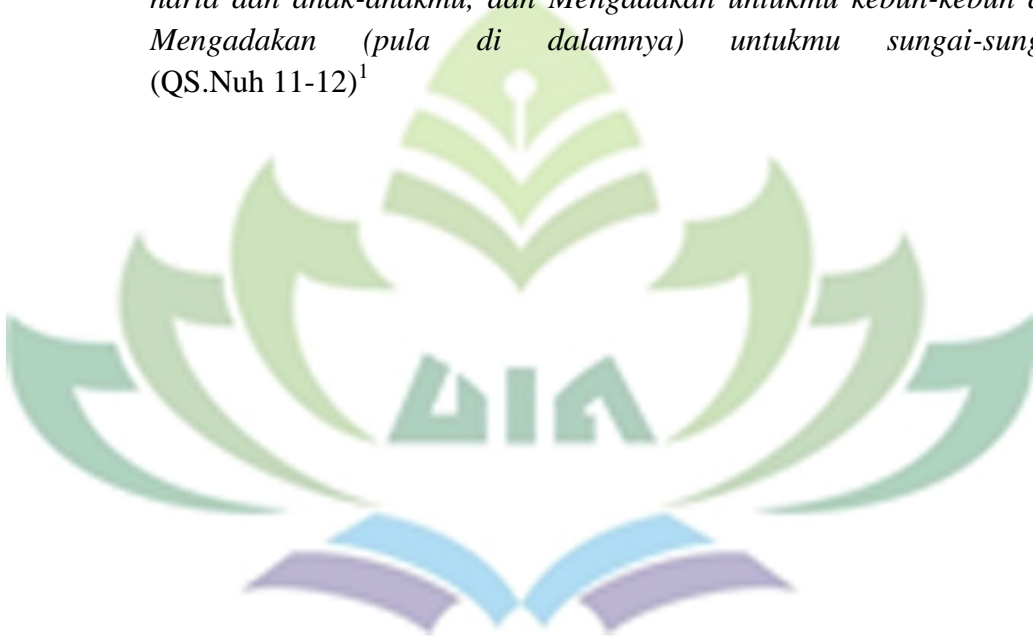 harta dan anak-anakmu, dan Mengadakan untukmu kebun-kebun
Mengadakan (pula di dalamnya) untukmu
(QS.Nuh 11-12)¹
UIN